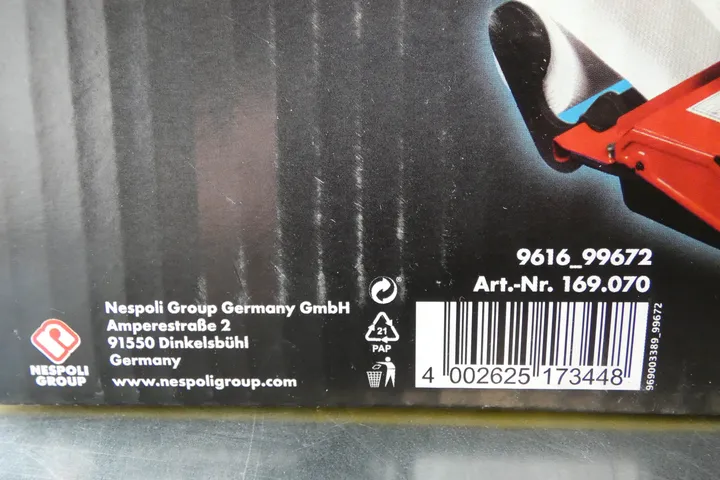 9616_99672
Art.-Nr. 169.070
Nespoli Group Germany GmbH
Amperestraße 2
91550 Dinkelsbühl
Germany
www.nespoligroup.com
NESPOLI
GROUP
21
PAP
4 002625 173448
969003389_99672